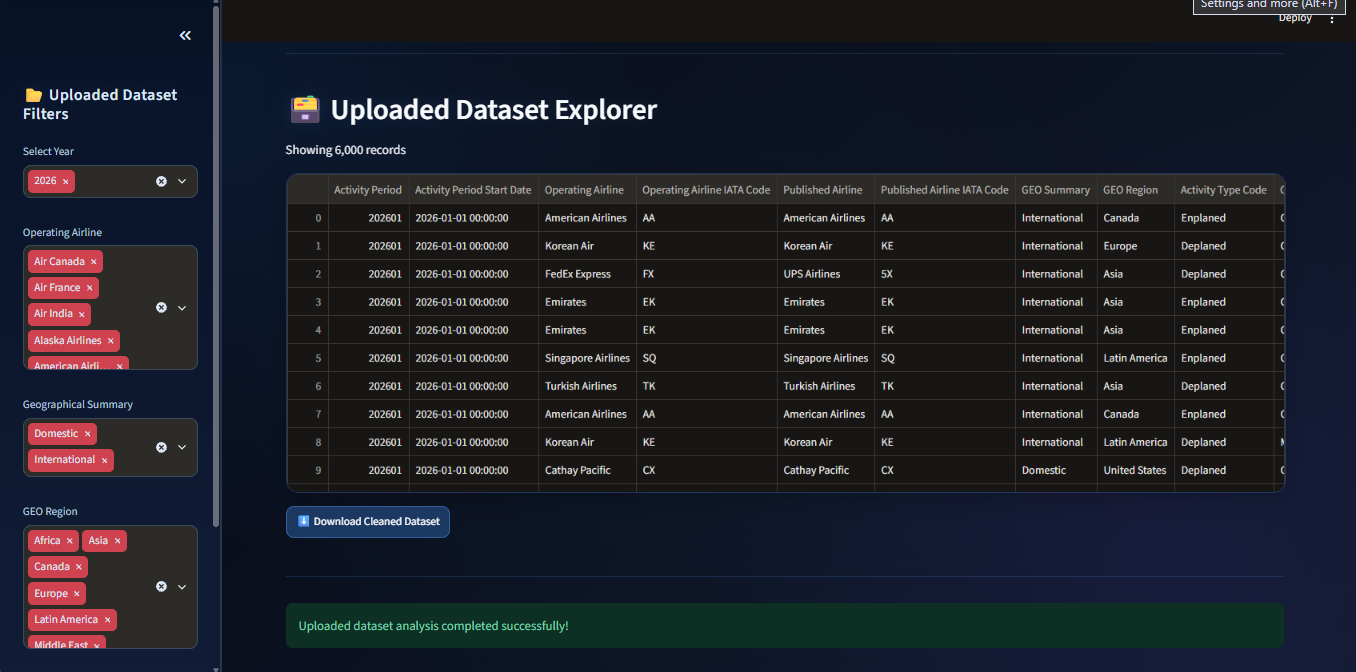 Settings and more (Alt+F)
Deploy
Uploaded Dataset
Filters
Select Year
2026
Operating Airline
Air Canada
Air France
Air India
Alaska Airlines
American Airli...
Geographical Summary
Domestic
International
GEO Region
Africa Asia
Canada
Europe
Latin America
Middle East
Uploaded Dataset Explorer
Showing 6,000 records
Activity Period Activity Period Start Date Operating Airline Operating Airline IATA Code Published Airline Published Airline IATA Code GEO Summary GEO Region Activity Type Code
0 202601 2026-01-01 00:00:00 American Airlines AA American Airlines AA International Canada Enplaned
1 202601 2026-01-01 00:00:00 Korean Air KE Korean Air KE International Europe Deplaned
2 202601 2026-01-01 00:00:00 FedEx Express FX UPS Airlines 5X International Asia Deplaned
3 202601 2026-01-01 00:00:00 Emirates EK Emirates EK International Asia Enplaned
4 202601 2026-01-01 00:00:00 Emirates EK Emirates EK International Asia Enplaned
5 202601 2026-01-01 00:00:00 Singapore Airlines SQ Singapore Airlines SQ International Latin America Enplaned
6 202601 2026-01-01 00:00:00 Turkish Airlines TK Turkish Airlines TK International Asia Deplaned
7 202601 2026-01-01 00:00:00 American Airlines AA American Airlines AA International Canada Enplaned
8 202601 2026-01-01 00:00:00 Korean Air KE Korean Air KE International Latin America Deplaned
9 202601 2026-01-01 00:00:00 Cathay Pacific CX Cathay Pacific CX Domestic United States Deplaned
Download Cleaned Dataset
Uploaded dataset analysis completed successfully!